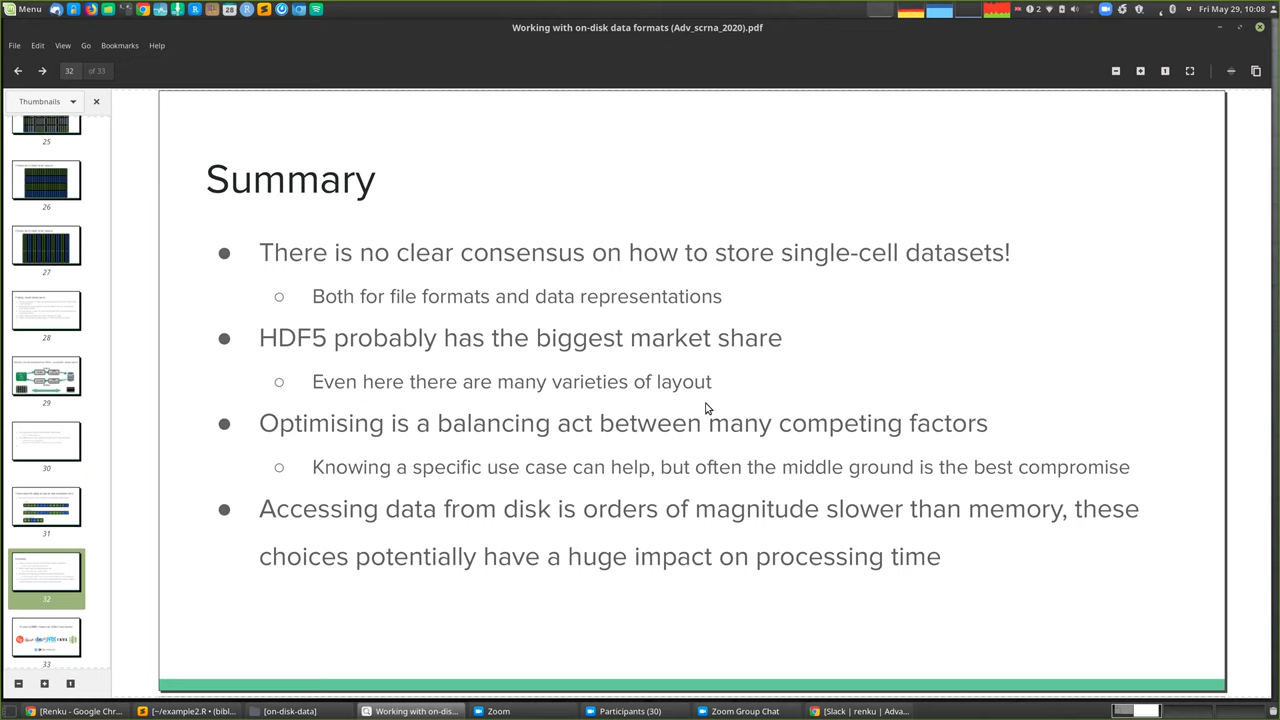 Menu
28
2
Fri May 29, 10:08
Working with on-disk data formats (Adv_scrna_2020).pdf
File Edit View Go Bookmarks Help
32 of 33
Thumbnails
25
26
27
28
29
30
31
32
33
Summary
● There is no clear consensus on how to store single-cell datasets!
○ Both for file formats and data representations
● HDF5 probably has the biggest market share
○ Even here there are many varieties of layout
● Optimising is a balancing act between many competing factors
○ Knowing a specific use case can help, but often the middle ground is the best compromise
● Accessing data from disk is orders of magnitude slower than memory, these
choices potentially have a huge impact on processing time
[Renku - Google Chr... [~/example2.R • (bibl... [on-disk-data] Working with on-dis... Zoom Participants (30) Zoom Group Chat [Slack | renku | Adva...